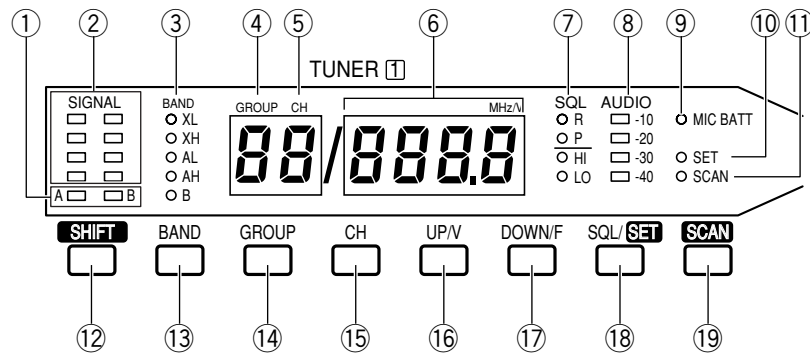 ① ② ③ ④ ⑤ ⑥ ⑦ ⑧ ⑨ ⑩ ⑪
TUNER 1
SIGNAL BAND GROUP CH MHz/V SQL AUDIO
XL R -10 MIC BATT
XH P -20
AL HI -30 SET
AH LO -40 SCAN
A B B
88/888.8
SHIFT BAND GROUP CH UP/V DOWN/F SQL/SET SCAN
⑫ ⑬ ⑭ ⑮ ⑯ ⑰ ⑱ ⑲